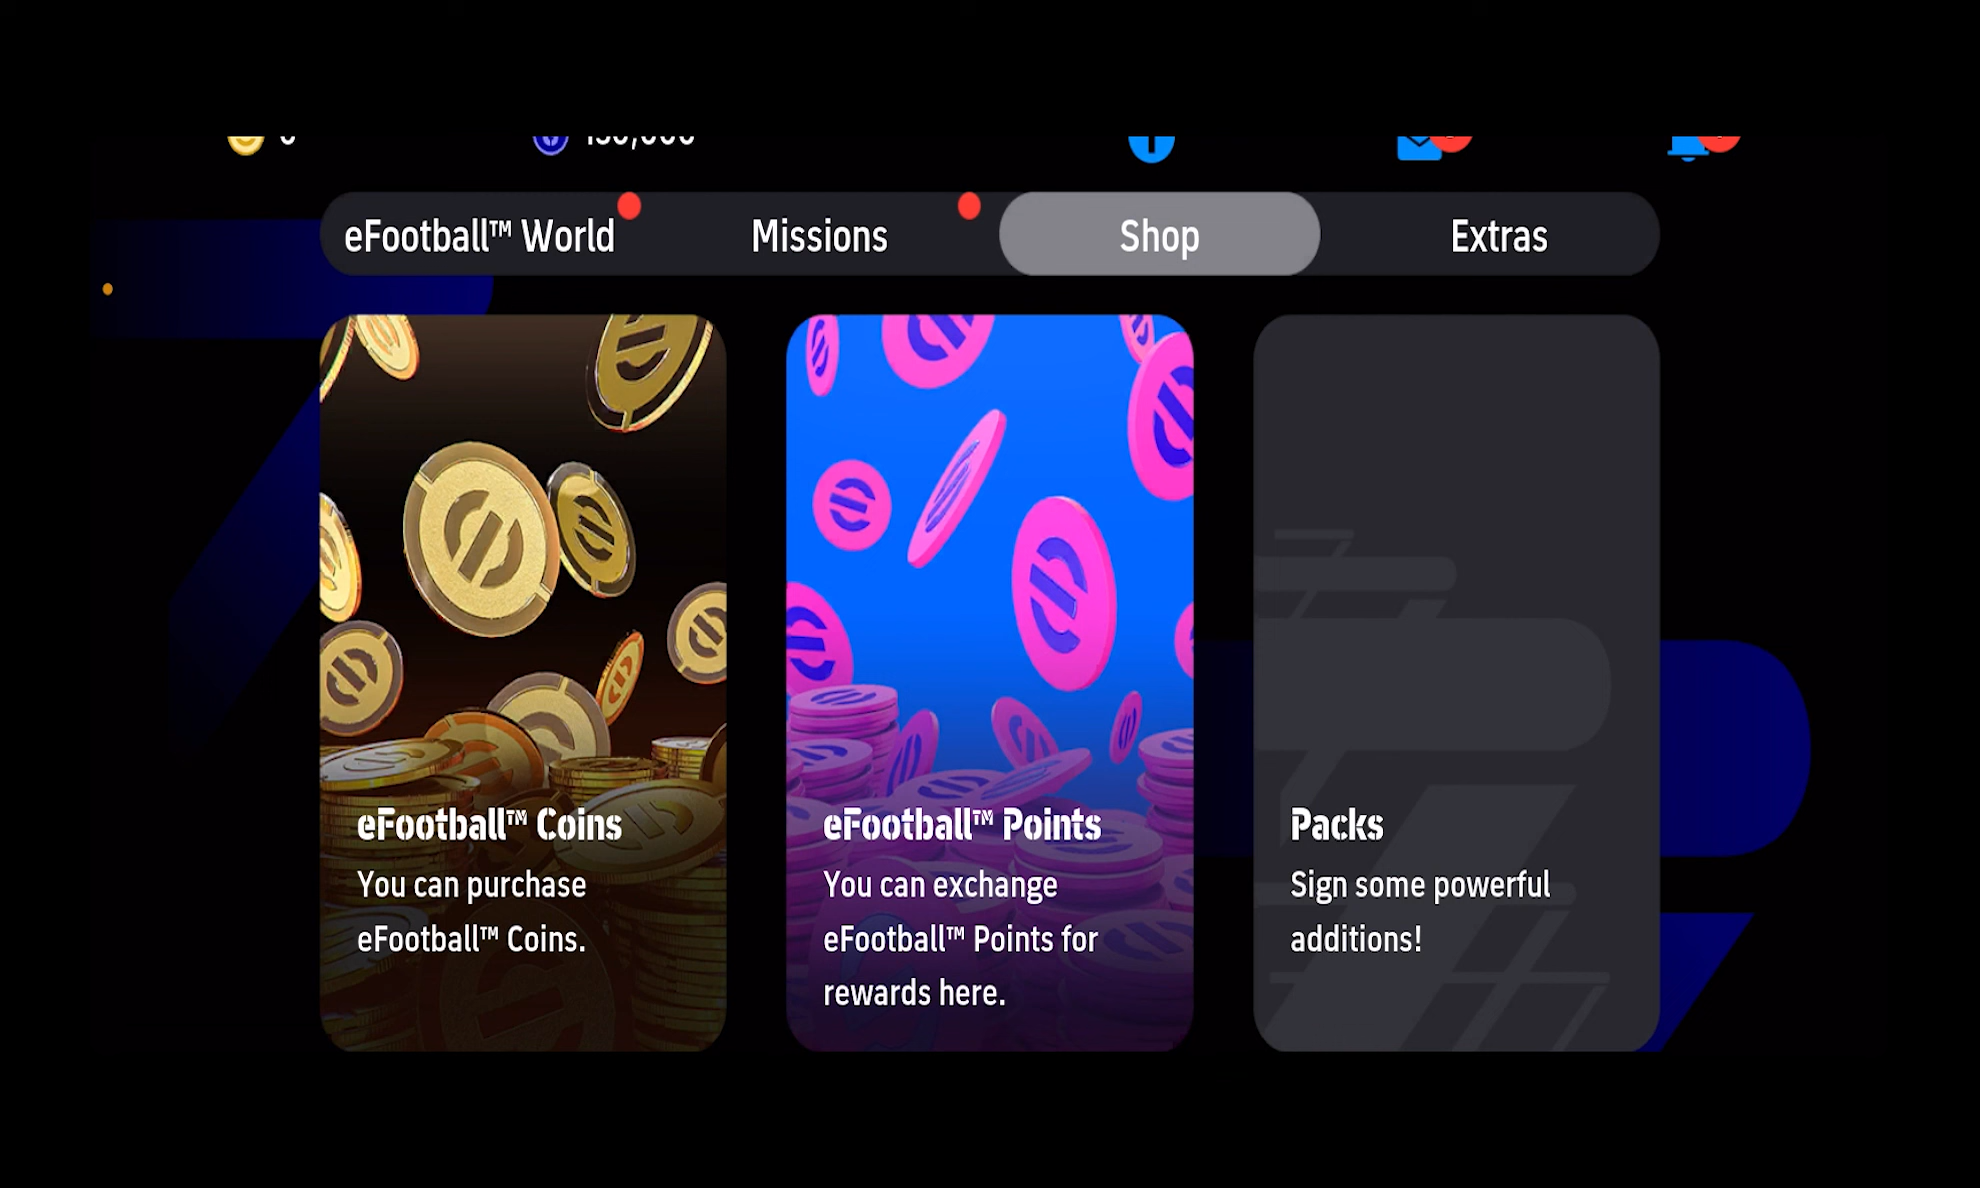 eFootball™ World
Missions
Shop
Extras
eFootball™ Coins
You can purchase
eFootball™ Coins.
eFootball™ Points
You can exchange
eFootball™ Points for
rewards here.
Packs
Sign some powerful
additions!